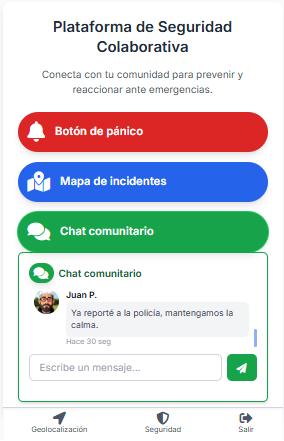 Plataforma de Seguridad
Colaborativa
Conecta con tu comunidad para prevenir y
reaccionar ante emergencias.
Botón de pánico
Mapa de incidentes
Chat comunitario
Chat comunitario
Juan P.
Ya reporté a la policía, mantengamos la
calma.
Hace 30 seg
Escribe un mensaje...
Geolocalización
Seguridad
Salir